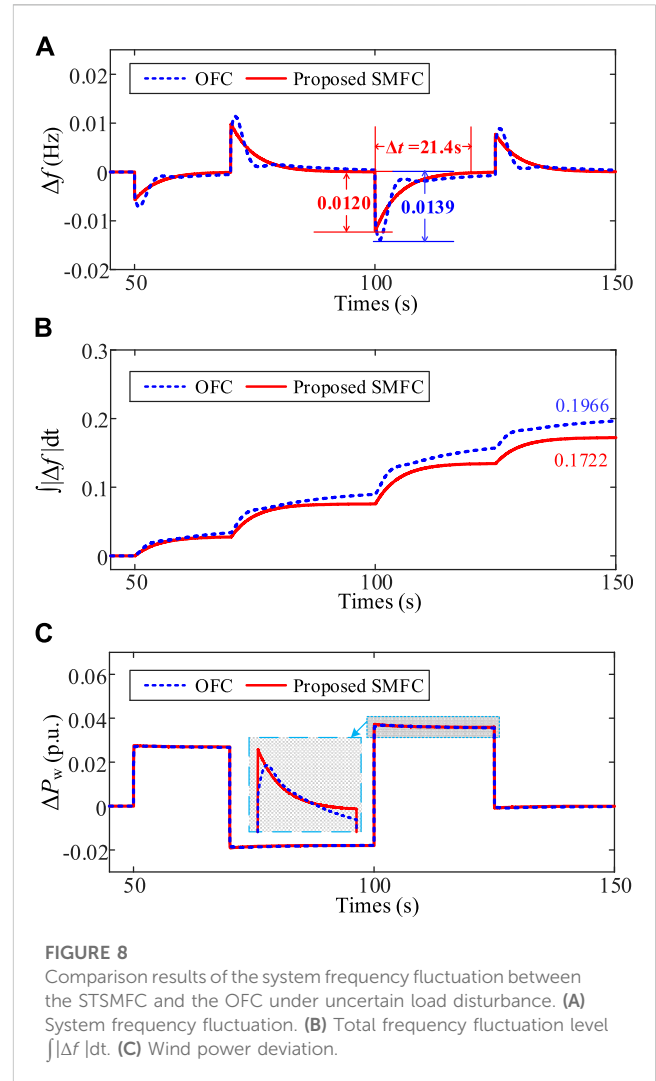 A
OFC Proposed SMFC
0.02
0.01
0
-0.01
-0.02
Δf (Hz)
Δt =21.4s
0.0120
0.0139
50 100 150
Times (s)
B
OFC Proposed SMFC
0.3
0.2
0.1
0
∫|Δf |dt
0.1966
0.1722
50 100 150
Times (s)
C
OFC Proposed SMFC
0.06
0.04
0.02
0
-0.02
ΔPw (p.u.)
50 100 150
Times (s)
FIGURE 8
Comparison results of the system frequency fluctuation between
the STSMFC and the OFC under uncertain load disturbance. (A)
System frequency fluctuation. (B) Total frequency fluctuation level
∫|Δf |dt. (C) Wind power deviation.